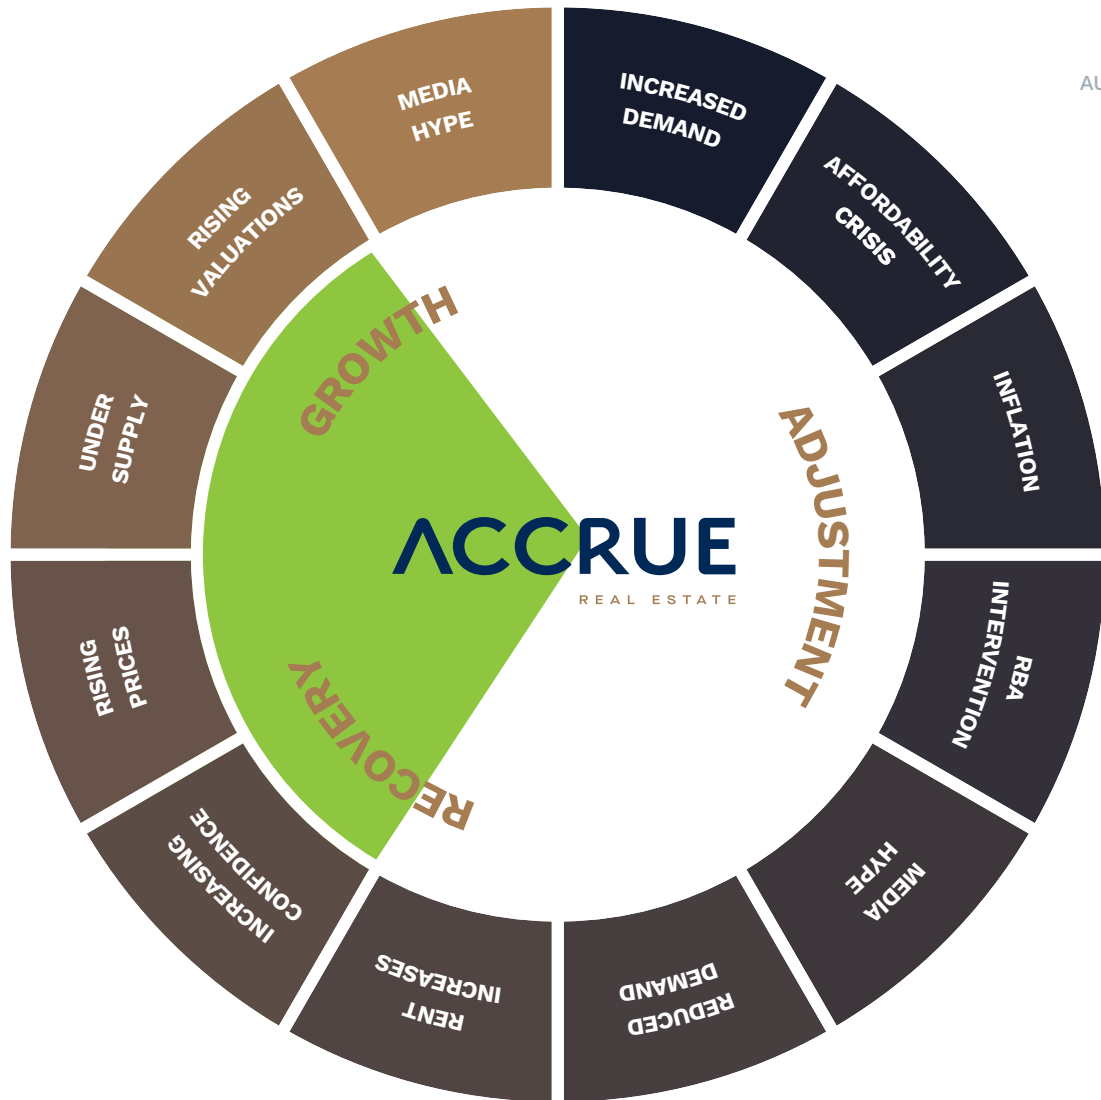 INCREASED
DEMAND
AFFORDABILITY
CRISIS
INFLATION
RBA
INTERVENTION
MEDIA
HYPE
REDUCED
DEMAND
RENT
INCREASES
INCREASING
CONFIDENCE
RISING
PRICES
UNDER
SUPPLY
RISING
VALUATIONS
MEDIA
HYPE
GROWTH
ADJUSTMENT
RECOVERY
ACCRUE
REAL ESTATE